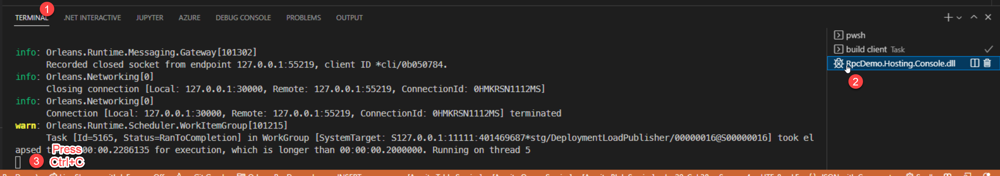 1
TERMINAL .NET INTERACTIVE JUPYTER AZURE DEBUG CONSOLE PROBLEMS OUTPUT
pwsh
build client Task
RpcDemo.Hosting.Console.dll
2
info: Orleans.Runtime.Messaging.Gateway[101302]
Recorded closed socket from endpoint 127.0.0.1:55219, client ID *cli/0b050784.
info: Orleans.Networking[0]
Closing connection [Local: 127.0.0.1:30000, Remote: 127.0.0.1:55219, ConnectionId: 0HMKRSN1112MS]
info: Orleans.Networking[0]
Connection [Local: 127.0.0.1:30000, Remote: 127.0.0.1:55219, ConnectionId: 0HMKRSN1112MS] terminated
warn: Orleans.Runtime.Scheduler.WorkItemGroup[101215]
Task [Id=5165, Status=RanToCompletion] in WorkGroup [SystemTarget: S127.0.0.1:11111:401469687*stg/DeploymentLoadPublisher/00000016@S00000016] took el
apsed 00:00.2286135 for execution, which is longer than 00:00:00.2000000. Running on thread 5
3
Press
Ctrl+C